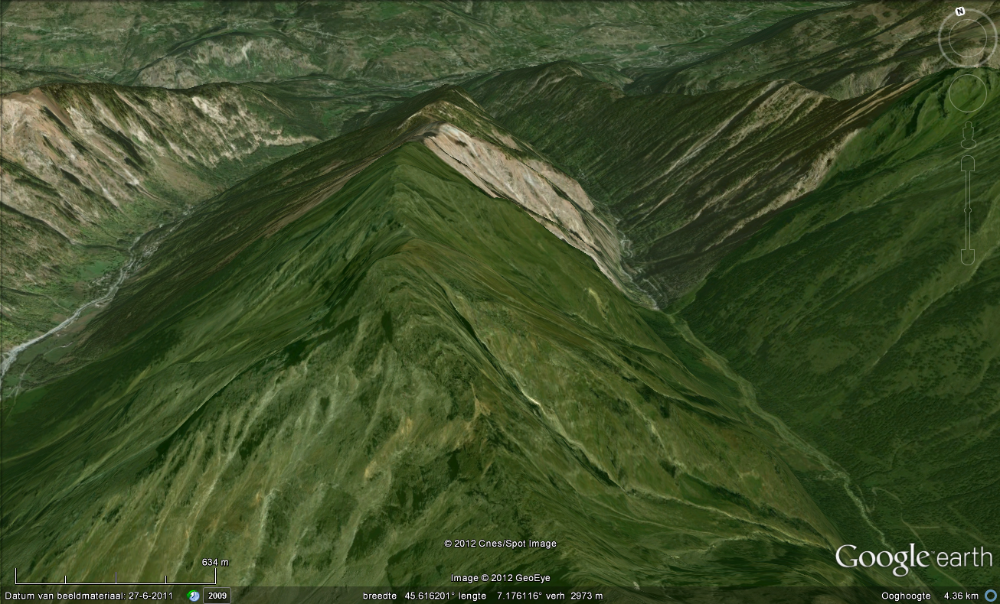 N
© 2012 Cnes/Spot Image
Google™ earth
634 m
Image © 2012 GeoEye
Datum van beeldmateriaal: 27-6-2011 2009 breedte 45.616201° lengte 7.176116° verh 2973 m Ooghoogte 4.36 km